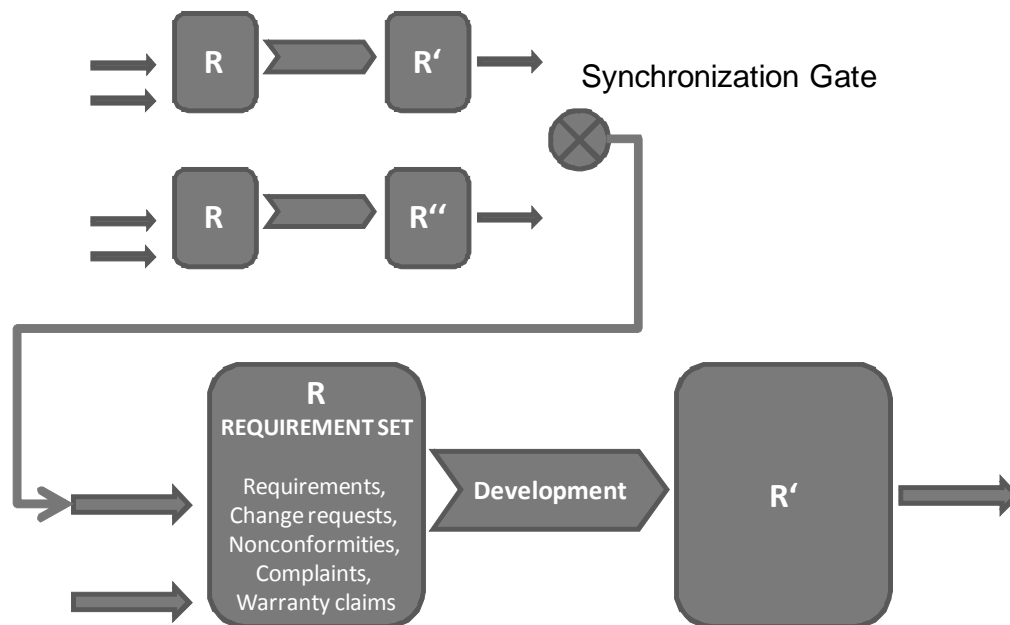 R
R‘
Synchronization Gate
R
R‘‘
R
REQUIREMENT SET
Requirements,
Change requests,
Nonconformities,
Complaints,
Warranty claims
Development
R‘